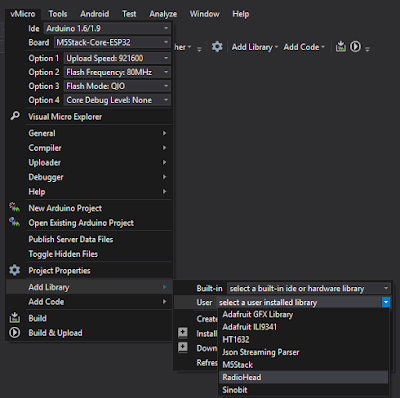 vMicro Tools Android Test Analyze Window Help
Ide Arduino 1.6/1.9
Board M5Stack-Core-ESP32
her Add Library Add Code
Option 1 Upload Speed: 921600
Option 2 Flash Frequency: 80MHz
Option 3 Flash Mode: QIO
Option 4 Core Debug Level: None
Visual Micro Explorer
General
Compiler
Uploader
Debugger
Help
New Arduino Project
Open Existing Arduino Project
Publish Server Data Files
Toggle Hidden Files
Project Properties
Add Library
Add Code
Build
Build & Upload
Built-in select a built-in ide or hardware library
User select a user installed library
Create
Install
Down
Refres
Adafruit GFX Library
Adafruit ILI9341
HT1632
Json Streaming Parser
M5Stack
RadioHead
Sinobit